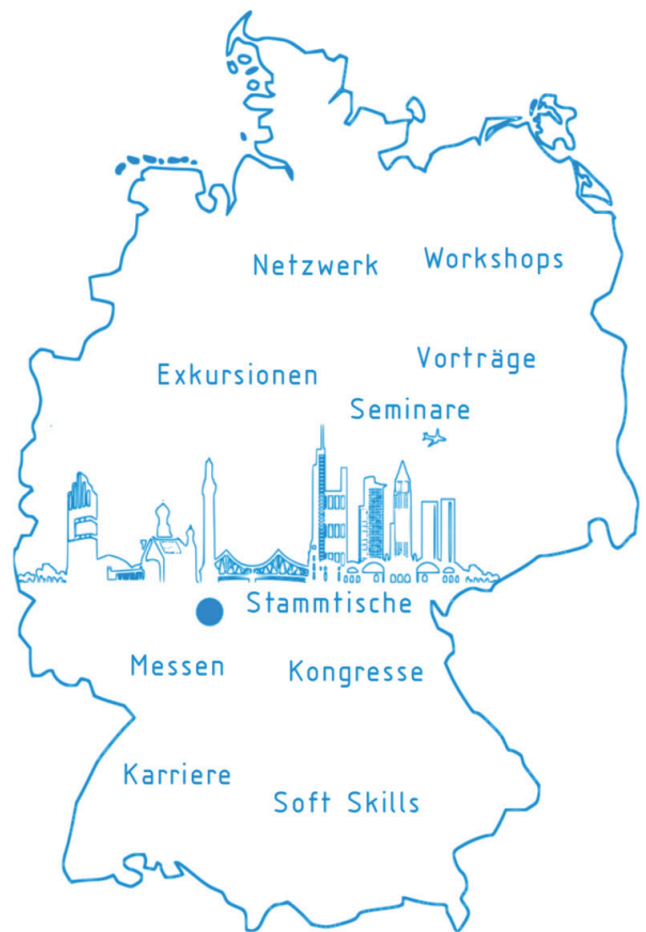 Netzwerk
Workshops
Exkursionen
Vorträge
Seminare
Stammtische
Messen
Kongresse
Karriere
Soft Skills